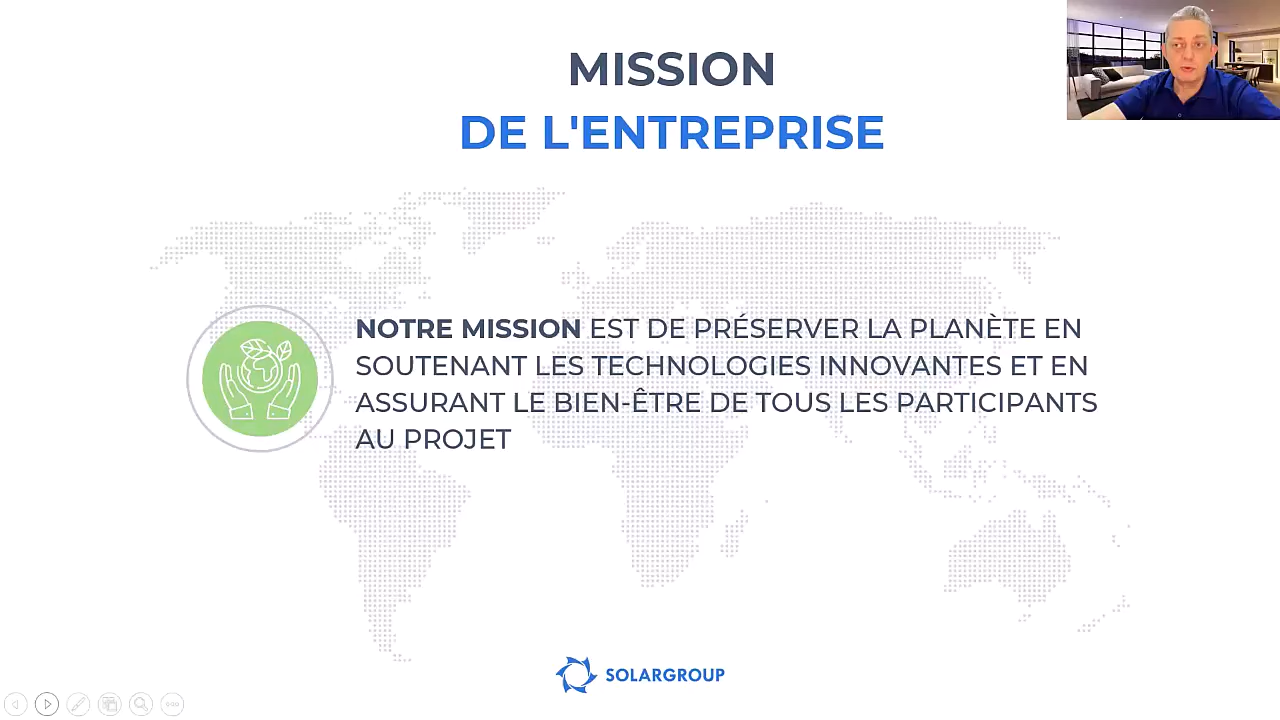 MISSION
DE L'ENTREPRISE
NOTRE MISSION EST DE PRÉSERVER LA PLANÈTE EN
SOUTENANT LES TECHNOLOGIES INNOVANTES ET EN
ASSURANT LE BIEN-ÊTRE DE TOUS LES PARTICIPANTS
AU PROJET
SOLARGROUP